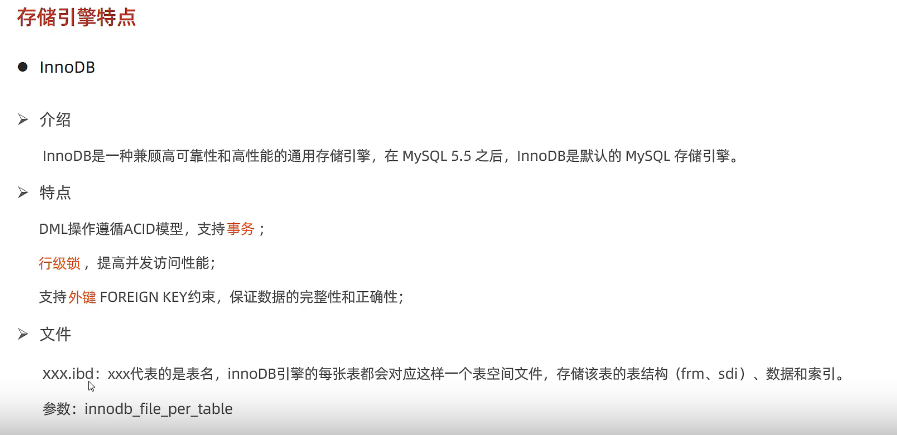 存储引擎特点
● InnoDB
➢ 介绍
InnoDB是一种兼顾高可靠性和高性能的通用存储引擎，在 MySQL 5.5 之后，InnoDB是默认的 MySQL 存储引擎。
➢ 特点
DML操作遵循ACID模型，支持事务；
行级锁，提高并发访问性能；
支持外键 FOREIGN KEY约束，保证数据的完整性和正确性；
➢ 文件
xxx.ibd：xxx代表的是表名，innoDB引擎的每张表都会对应这样一个表空间文件，存储该表的表结构（frm、sdi）、数据和索引。
参数：innodb_file_per_table